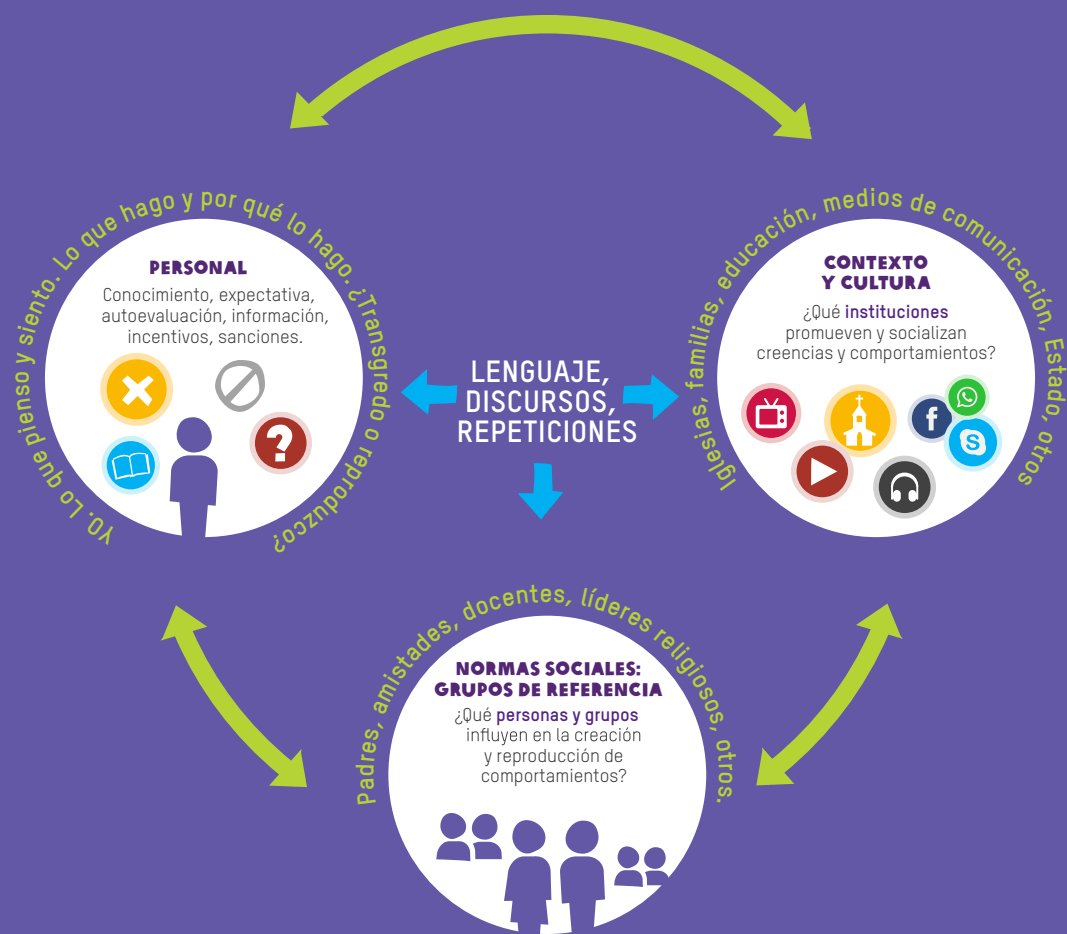 YO. Lo que pienso y siento. Lo que hago y por qué lo hago. ¿Transgredo o reproduzco?
PERSONAL
Conocimiento, expectativa,
autoevaluación, información,
incentivos, sanciones.
?
LENGUAJE,
DISCURSOS,
REPETICIONES
Iglesias, familias, educación, medios de comunicación, Estado, otros
CONTEXTO
Y CULTURA
¿Qué instituciones
promueven y socializan
creencias y comportamientos?
f
S
Padres, amistades, docentes, líderes religiosos, otros.
NORMAS SOCIALES:
GRUPOS DE REFERENCIA
¿Qué personas y grupos
influyen en la creación
y reproducción de
comportamientos?